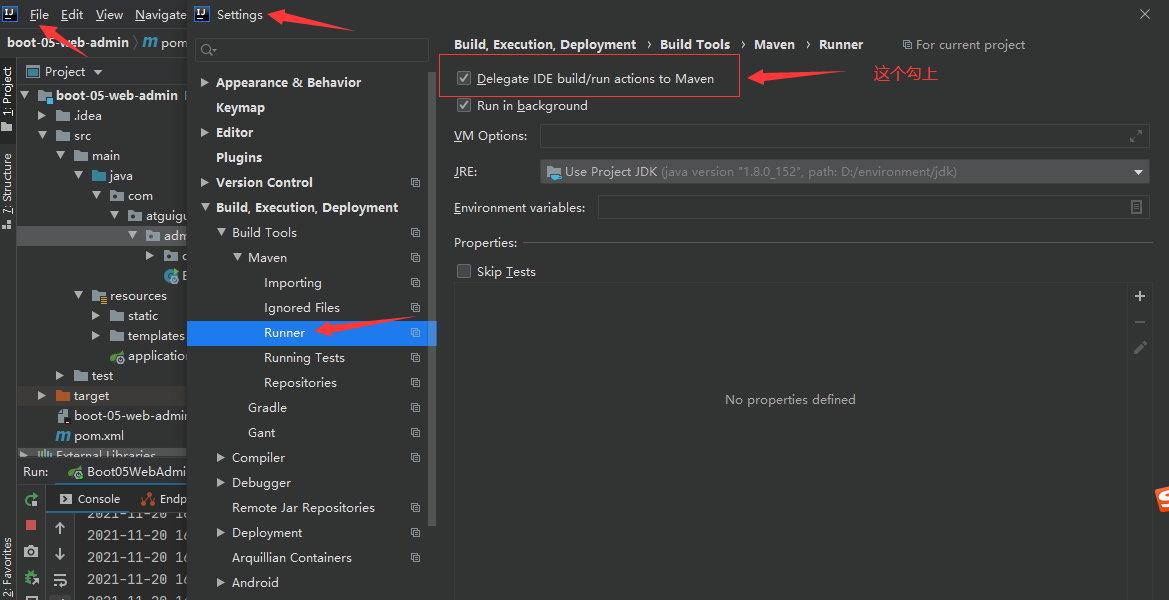 File Edit View Navigate
Settings
boot-05-web-admin
pom
Build, Execution, Deployment › Build Tools › Maven › Runner
For current project
1: Project
7: Structure
2: Favorites
Project
boot-05-web-admin
.idea
src
main
java
com
atguigu
adm
resources
static
templates
test
target
boot-05-web-admin
pom.xml
External Libraries
Appearance & Behavior
Keymap
Editor
Plugins
Version Control
Build, Execution, Deployment
Build Tools
Maven
Importing
Ignored Files
Runner
Running Tests
Repositories
Gradle
Gant
Compiler
Debugger
Remote Jar Repositories
Deployment
Arquillian Containers
Android
Delegate IDE build/run actions to Maven
这个勾上
Run in background
VM Options:
JRE:
Use Project JDK (java version "1.8.0_152", path: D:/environment/jdk)
Environment variables:
Properties:
Skip Tests
No properties defined
Run:
Boot05WebAdmi
Console
Endp
2021-11-20 16
2021-11-20 16
2021-11-20 16
2021-11-20 16
2021-11-20 16